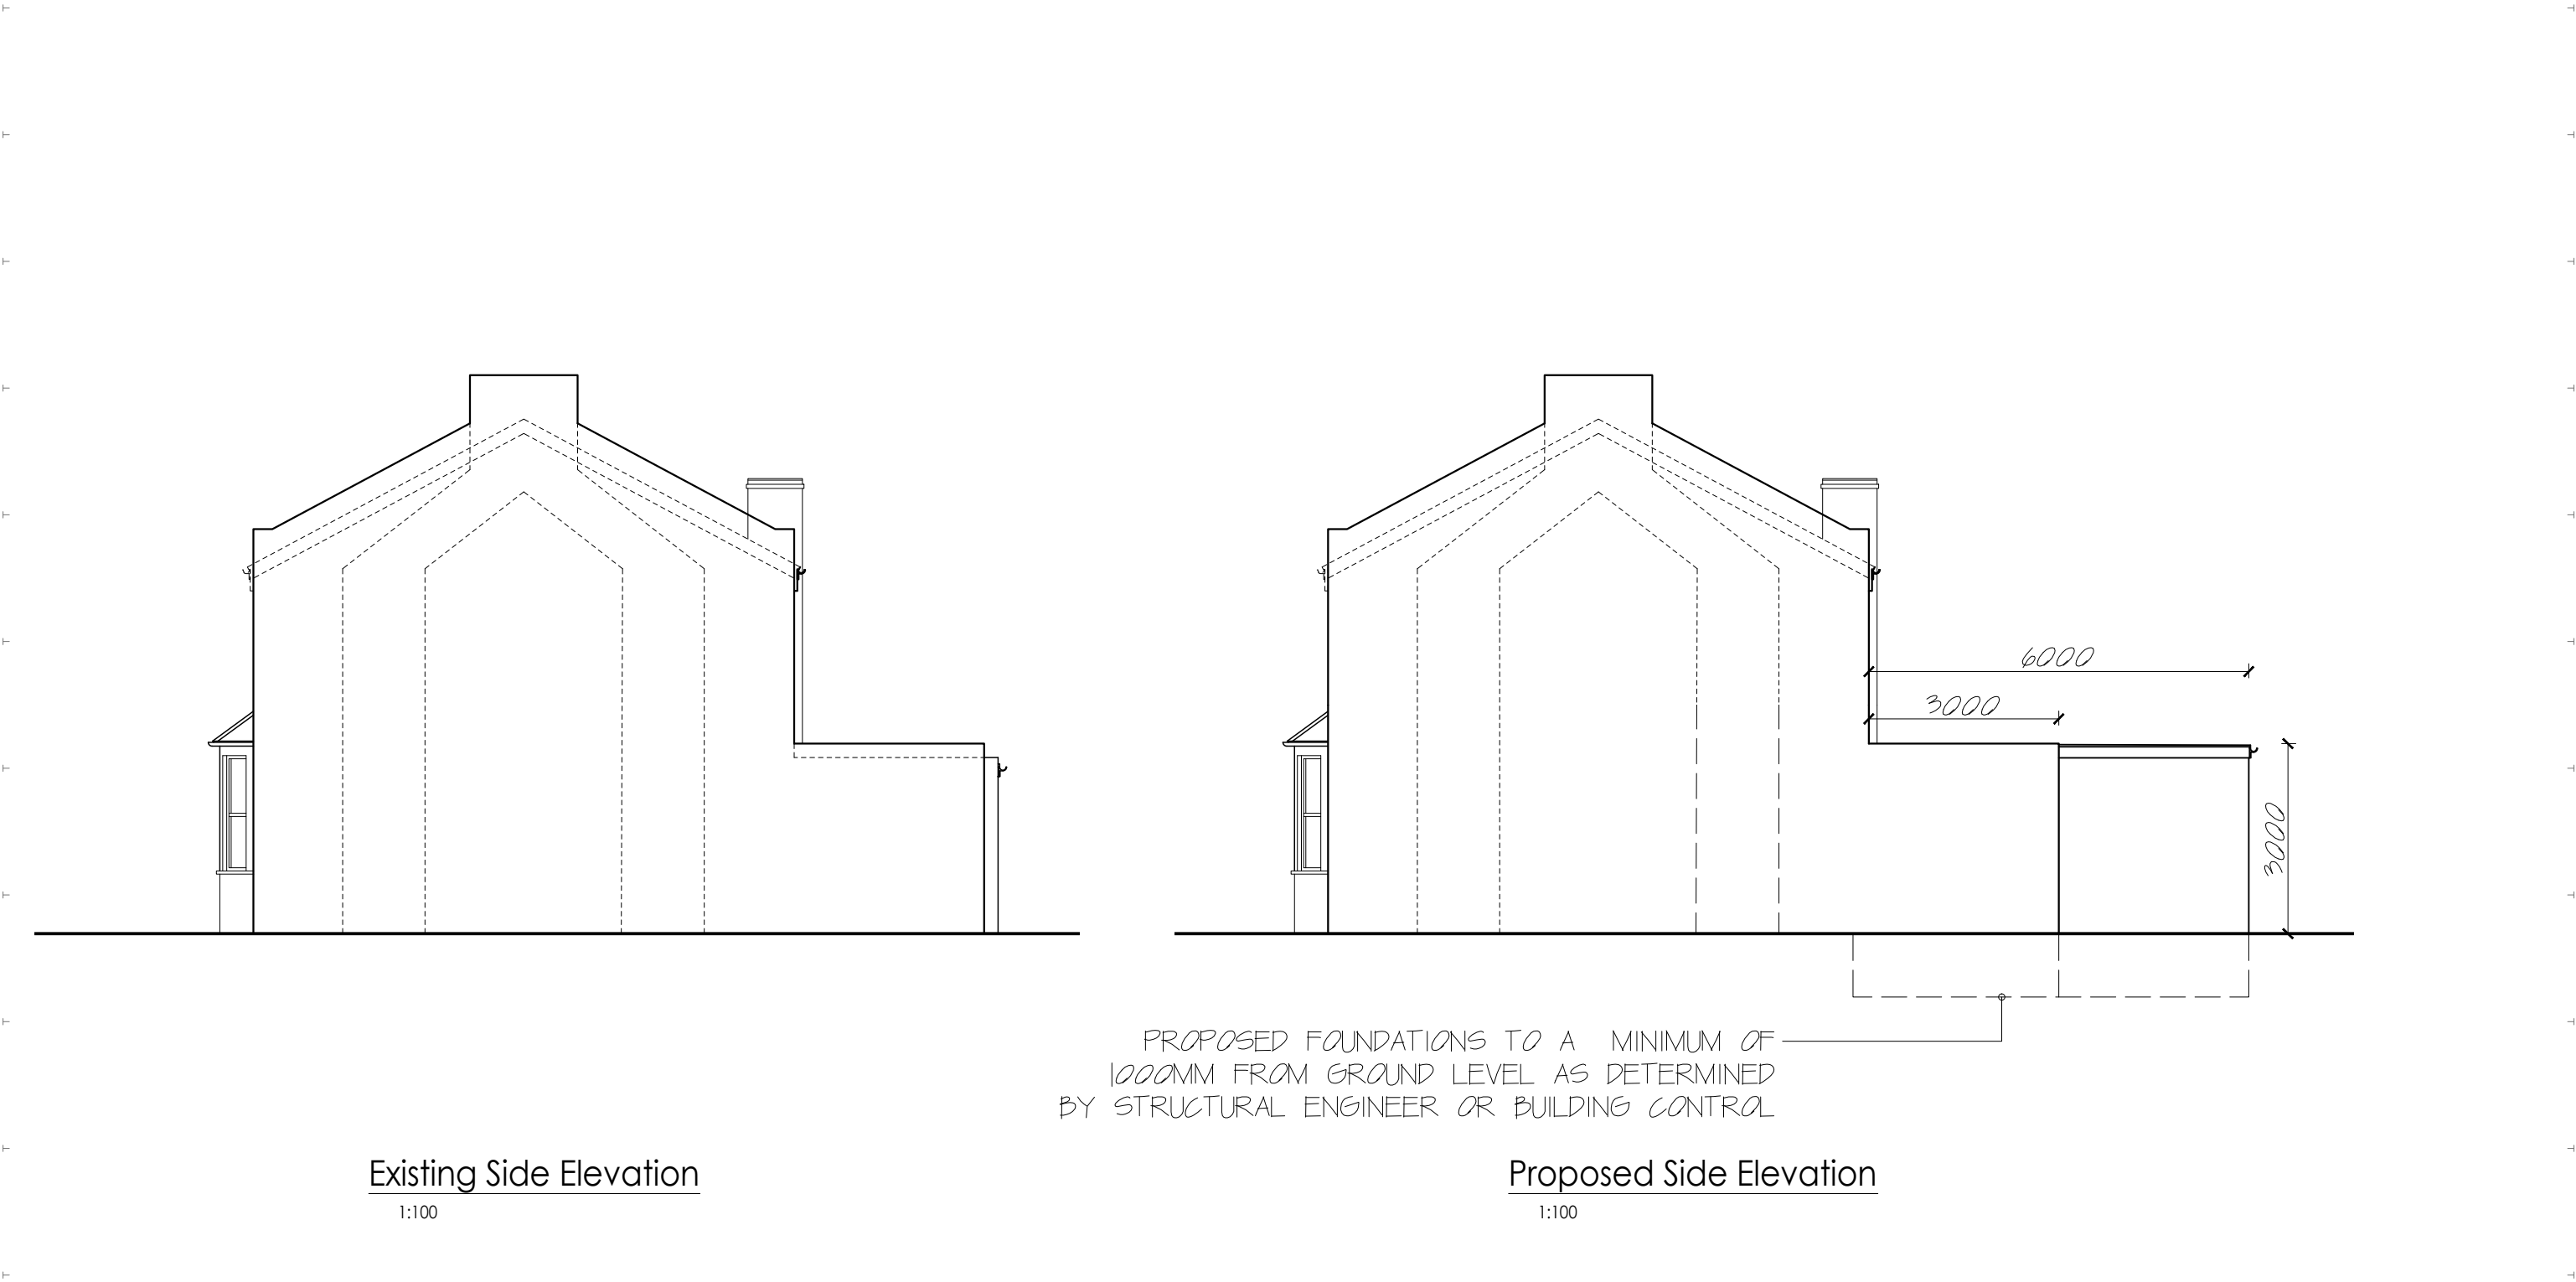 6000
3000
3000
PROPOSED FOUNDATIONS TO A MINIMUM OF
1000MM FROM GROUND LEVEL AS DETERMINED
BY STRUCTURAL ENGINEER OR BUILDING CONTROL
Existing Side Elevation
1:100
Proposed Side Elevation
1:100